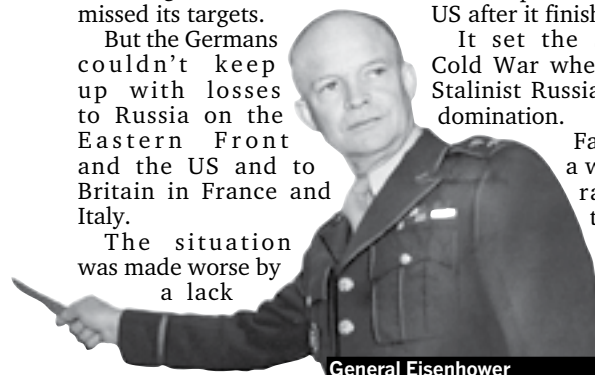 missed its targets.
But the Germans
couldn't keep
up with losses
to Russia on the
Eastern Front
and the US and to
Britain in France and
Italy.
The situation
was made worse by
a lack
US after it finish
It set the
Cold War whe
Stalinist Russia
domination.
Fa
a w
ra
t
General Eisenhower